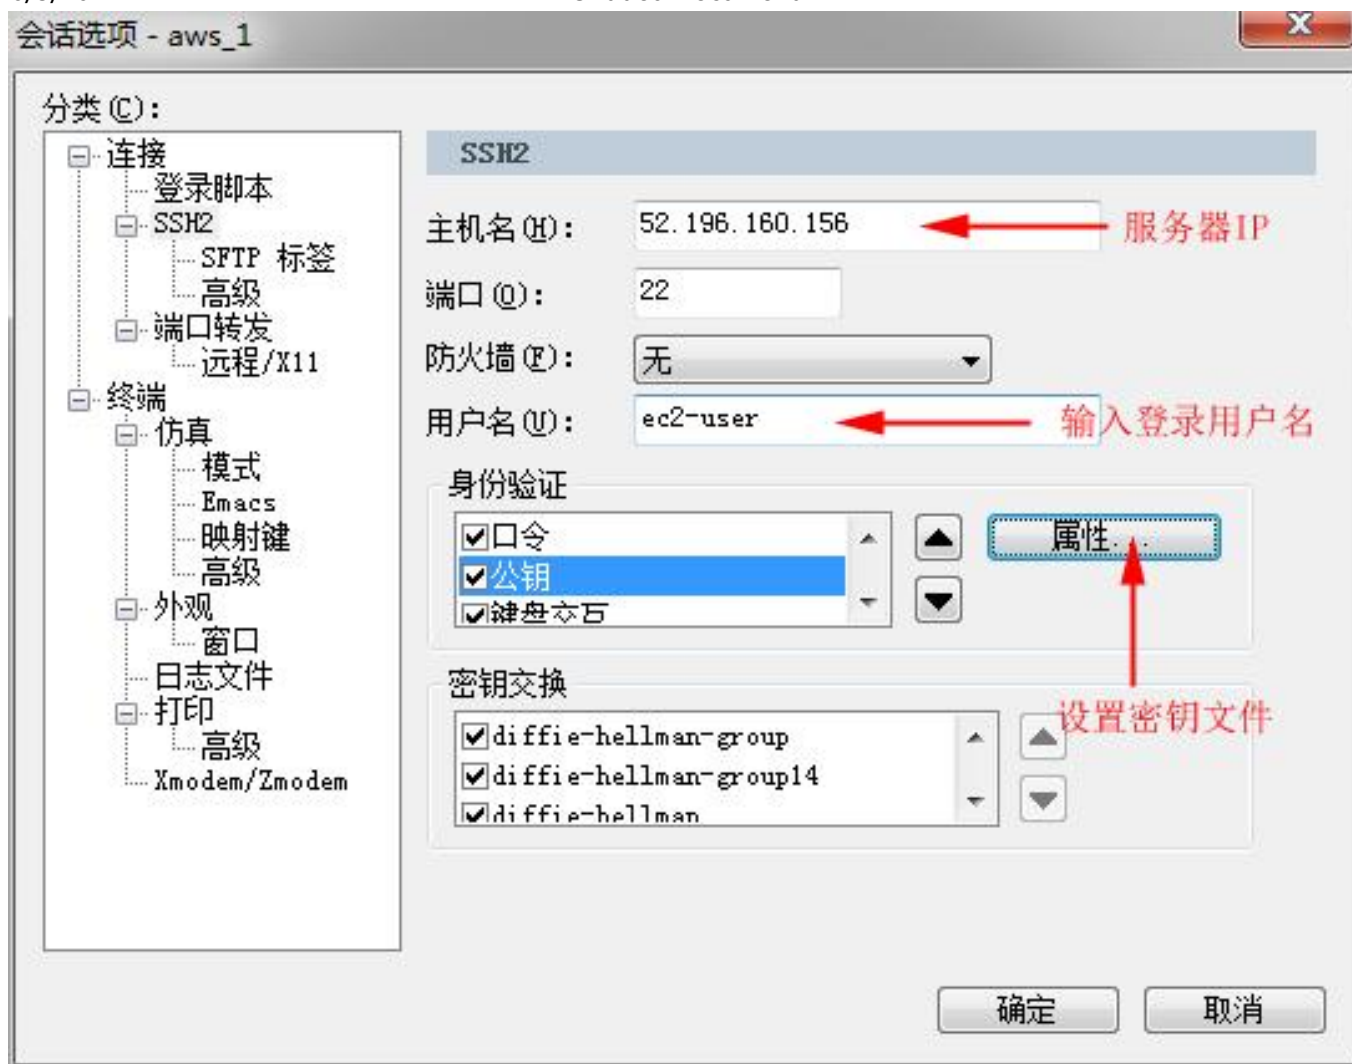 会话选项 - aws_1
分类(C):
连接
登录脚本
SSH2
SFTP 标签
高级
端口转发
远程/X11
终端
仿真
模式
Emacs
映射键
高级
外观
窗口
日志文件
打印
高级
Xmodem/Zmodem
SSH2
主机名(H): 52.196.160.156 服务器IP
端口(O): 22
防火墙(F): 无
用户名(U): ec2-user 输入登录用户名
身份验证
口令
公钥
键盘交互
属性...
设置密钥文件
密钥交换
diffie-hellman-group
diffie-hellman-group14
diffie-hellman
确定 取消